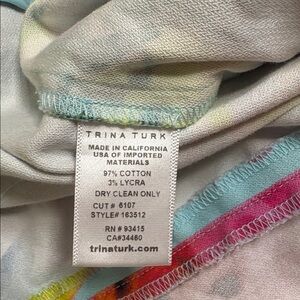 TRINA TURK
MADE IN CALIFORNIA
USA OF IMPORTED
MATERIALS
97% COTTON
3% LYCRA
DRY CLEAN ONLY
CUT# 6107
STYLE# 163512
RN# 93415
CA#34460
trinaturk.com